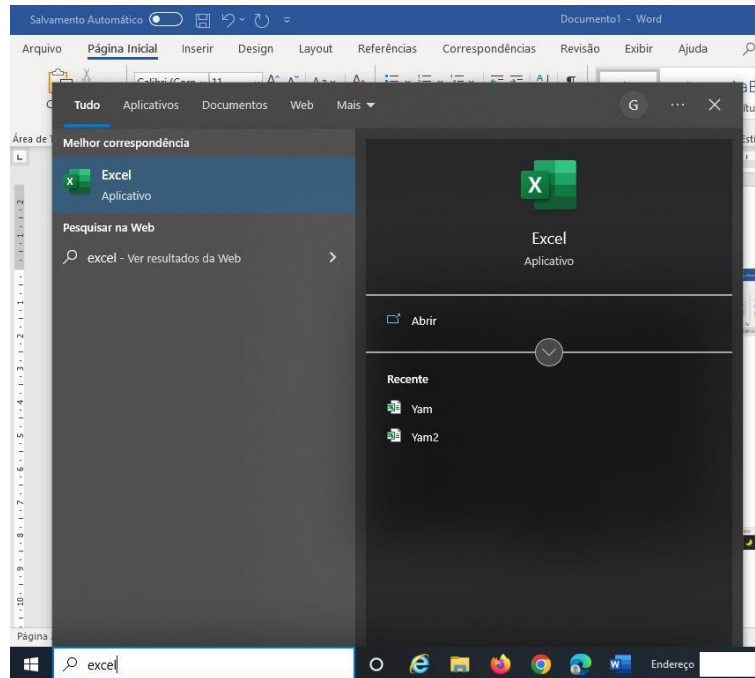 Salvamento Automático
Documento1 - Word
Arquivo Página Inicial Inserir Design Layout Referências Correspondências Revisão Exibir Ajuda
11
Área de
Tudo Aplicativos Documentos Web Mais
G
Melhor correspondência
Excel
Aplicativo
Pesquisar na Web
excel - Ver resultados da Web
Excel
Aplicativo
Abrir
Recente
Yam
Yam2
Página
excel
Endereço